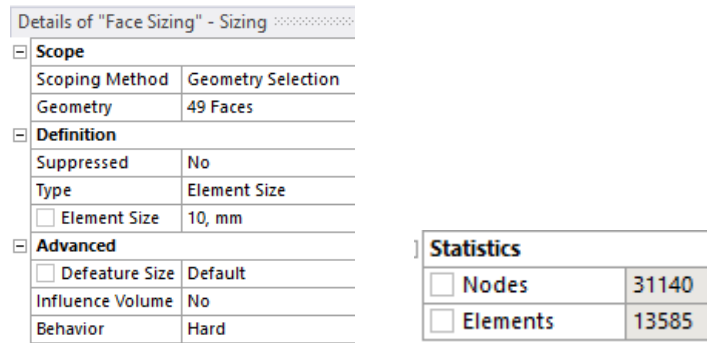 Details of "Face Sizing" - Sizing
Scope
Scoping Method Geometry Selection
Geometry 49 Faces
Definition
Suppressed No
Type Element Size
Element Size 10, mm
Advanced
Defeature Size Default
Influence Volume No
Behavior Hard
Statistics
Nodes 31140
Elements 13585